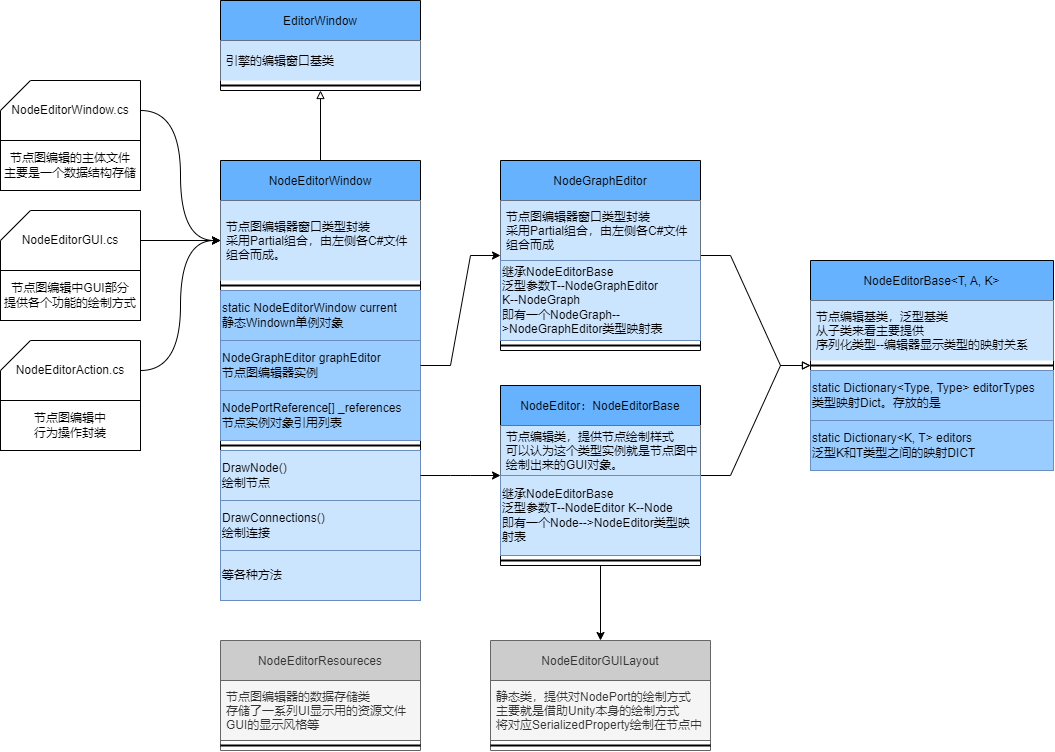 EditorWindow
引擎的编辑窗口基类
NodeEditorWindow.cs
节点图编辑的主体文件
主要是一个数据结构存储
NodeEditorGUI.cs
节点图编辑中GUI部分
提供各个功能的绘制方式
NodeEditorAction.cs
节点图编辑中
行为操作封装
NodeEditorWindow
节点图编辑器窗口类型封装
采用Partial组合，由左侧各C#文件
组合而成。
static NodeEditorWindow current
静态Windown单例对象
NodeGraphEditor graphEditor
节点图编辑器实例
NodePortReference[] _references
节点实例对象引用列表
DrawNode()
绘制节点
DrawConnections()
绘制连接
等各种方法
NodeGraphEditor
节点图编辑器窗口类型封装
采用Partial组合，由左侧各C#文件
组合而成
继承NodeEditorBase
泛型参数T--NodeGraphEditor
K--NodeGraph
即有一个NodeGraph--
>NodeGraphEditor类型映射表
NodeEditor：NodeEditorBase
节点编辑类，提供节点绘制样式
可以认为这个类型实例就是节点图中
绘制出来的GUI对象。
继承NodeEditorBase
泛型参数T--NodeEditor K--Node
即有一个Node-->NodeEditor类型映
射表
NodeEditorBase<T, A, K>
节点编辑基类，泛型基类
从子类来看主要提供
序列化类型--编辑器显示类型的映射关系
static Dictionary<Type, Type> editorTypes
类型映射Dict。存放的是
static Dictionary<K, T> editors
泛型K和T类型之间的映射DICT
NodeEditorResoureces
节点图编辑器的数据存储类
存储了一系列UI显示用的资源文件
GUI的显示风格等
NodeEditorGUILayout
静态类，提供对NodePort的绘制方式
主要就是借助Unity本身的绘制方式
将对应SerializedProperty绘制在节点中